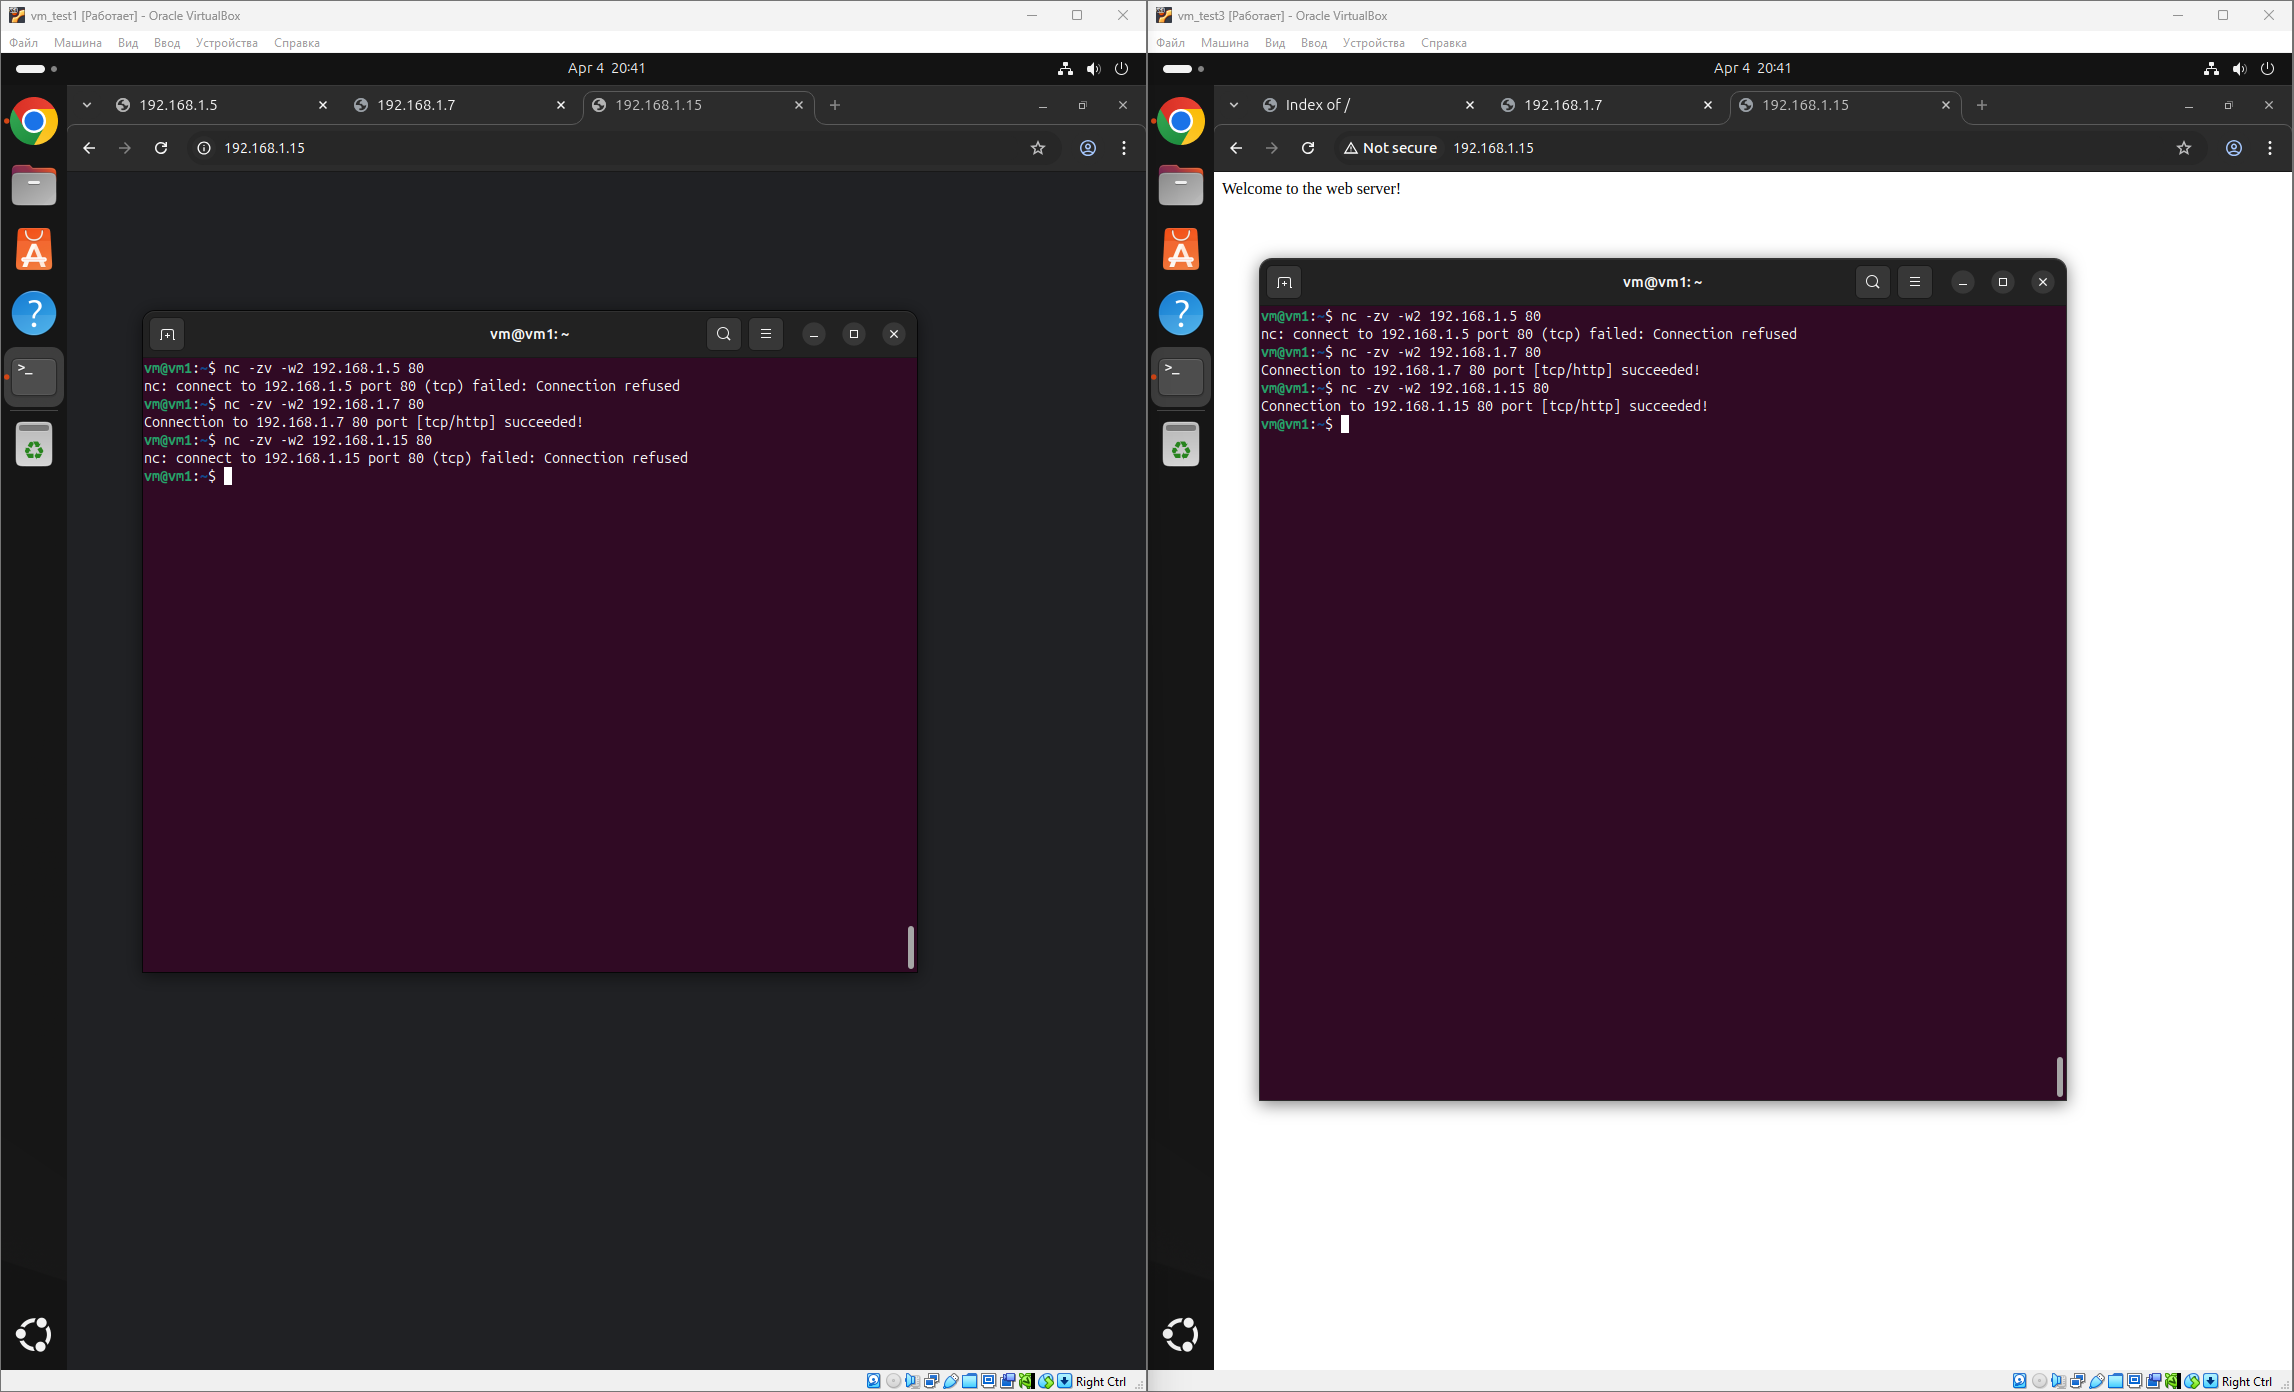 vm_test1 [Работает] - Oracle VirtualBox
Файл Машина Вид Ввод Устройства Справка
Apr 4 20:41
192.168.1.5 192.168.1.7 192.168.1.15
192.168.1.15
vm@vm1: ~
vm@vm1:~$ nc -zv -w2 192.168.1.5 80
nc: connect to 192.168.1.5 port 80 (tcp) failed: Connection refused
vm@vm1:~$ nc -zv -w2 192.168.1.7 80
Connection to 192.168.1.7 80 port [tcp/http] succeeded!
vm@vm1:~$ nc -zv -w2 192.168.1.15 80
nc: connect to 192.168.1.15 port 80 (tcp) failed: Connection refused
vm@vm1:~$
Right Ctrl
vm_test3 [Работает] - Oracle VirtualBox
Файл Машина Вид Ввод Устройства Справка
Apr 4 20:41
Index of / 192.168.1.7 192.168.1.15
Not secure 192.168.1.15
Welcome to the web server!
vm@vm1: ~
vm@vm1:~$ nc -zv -w2 192.168.1.5 80
nc: connect to 192.168.1.5 port 80 (tcp) failed: Connection refused
vm@vm1:~$ nc -zv -w2 192.168.1.7 80
Connection to 192.168.1.7 80 port [tcp/http] succeeded!
vm@vm1:~$ nc -zv -w2 192.168.1.15 80
Connection to 192.168.1.15 80 port [tcp/http] succeeded!
vm@vm1:~$
Right Ctrl